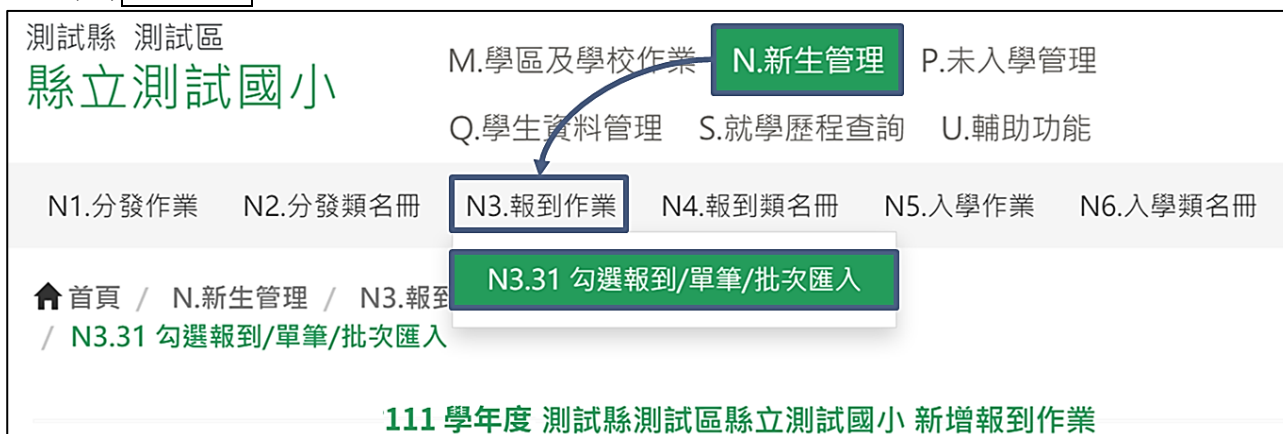 測試縣 測試區
縣立測試國小
M.學區及學校作業 N.新生管理 P.未入學管理
Q.學生資料管理 S.就學歷程查詢 U.輔助功能
N1.分發作業 N2.分發類名冊 N3.報到作業 N4.報到類名冊 N5.入學作業 N6.入學類名冊
N3.31 勾選報到/單筆/批次匯入
首頁 / N.新生管理 / N3.報到
/ N3.31 勾選報到/單筆/批次匯入
111 學年度 測試縣測試區縣立測試國小 新增報到作業